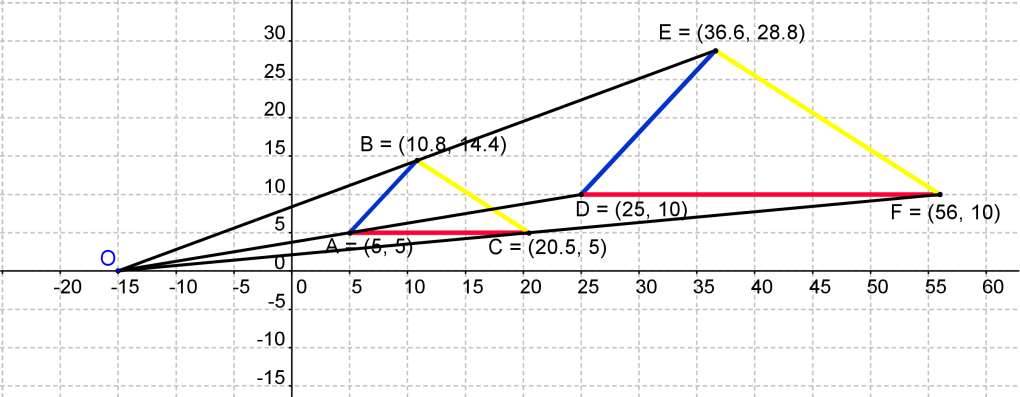 30
E = (36.6, 28.8)
25
20
15
B = (10.8, 14.4)
10
D = (25, 10)
F = (56, 10)
5
A = (5, 5)
C = (20.5, 5)
O
0
-20 -15 -10 -5 0 5 10 15 20 25 30 35 40 45 50 55 60
-5
-10
-15